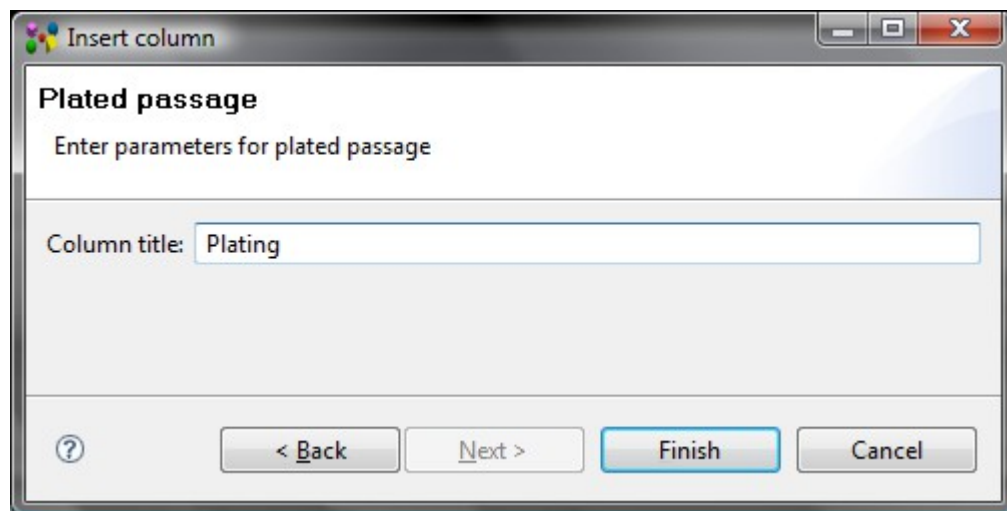 Insert column
Plated passage
Enter parameters for plated passage
Column title: Plating
? < Back Next > Finish Cancel